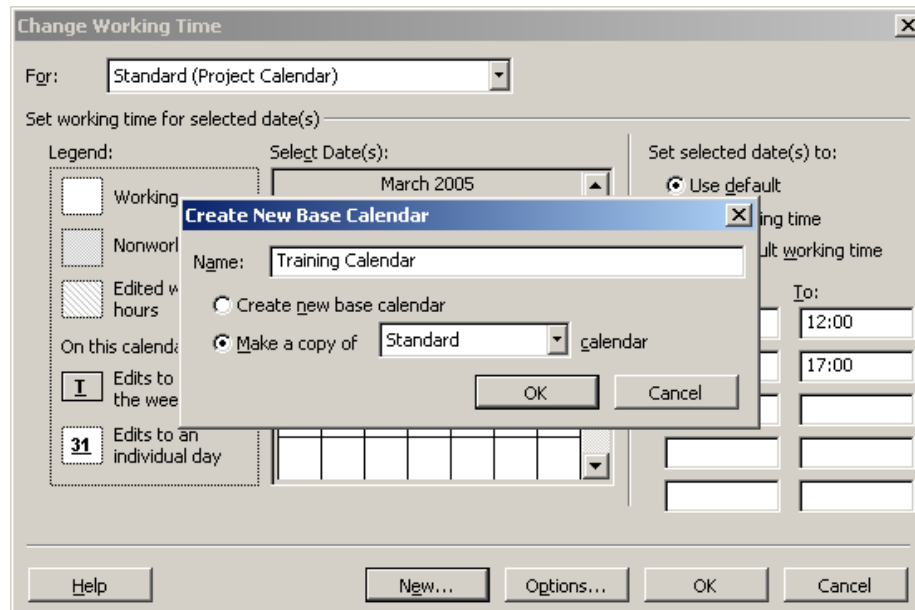 Change Working Time
For: Standard (Project Calendar)
Set working time for selected date(s)
Legend: Select Date(s): Set selected date(s) to:
March 2005 Use default
Working
Create New Base Calendar
ing time
Name: Training Calendar
ult working time
Create new base calendar
Edited
hours
To:
Make a copy of Standard calendar
12:00
On this
17:00
OK Cancel
T Edits to
the wee
31 Edits to an
individual day
Help New... Options... OK Cancel